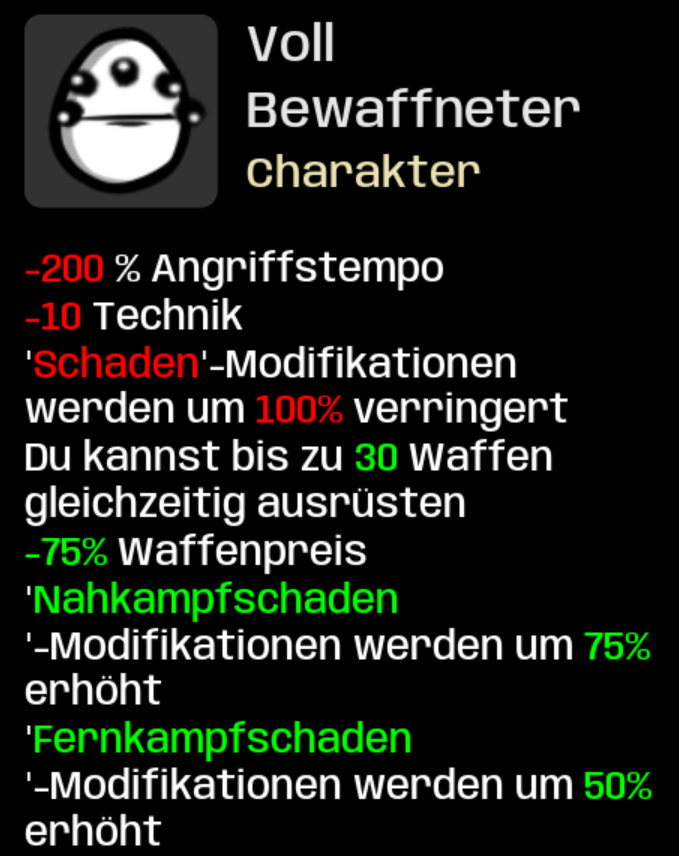 Voll
Bewaffneter
Charakter
-200 % Angriffstempo
-10 Technik
'Schaden'-Modifikationen
werden um 100% verringert
Du kannst bis zu 30 Waffen
gleichzeitig ausrüsten
-75% Waffenpreis
'Nahkampfschaden
'-Modifikationen werden um 75%
erhöht
'Fernkampfschaden
'-Modifikationen werden um 50%
erhöht